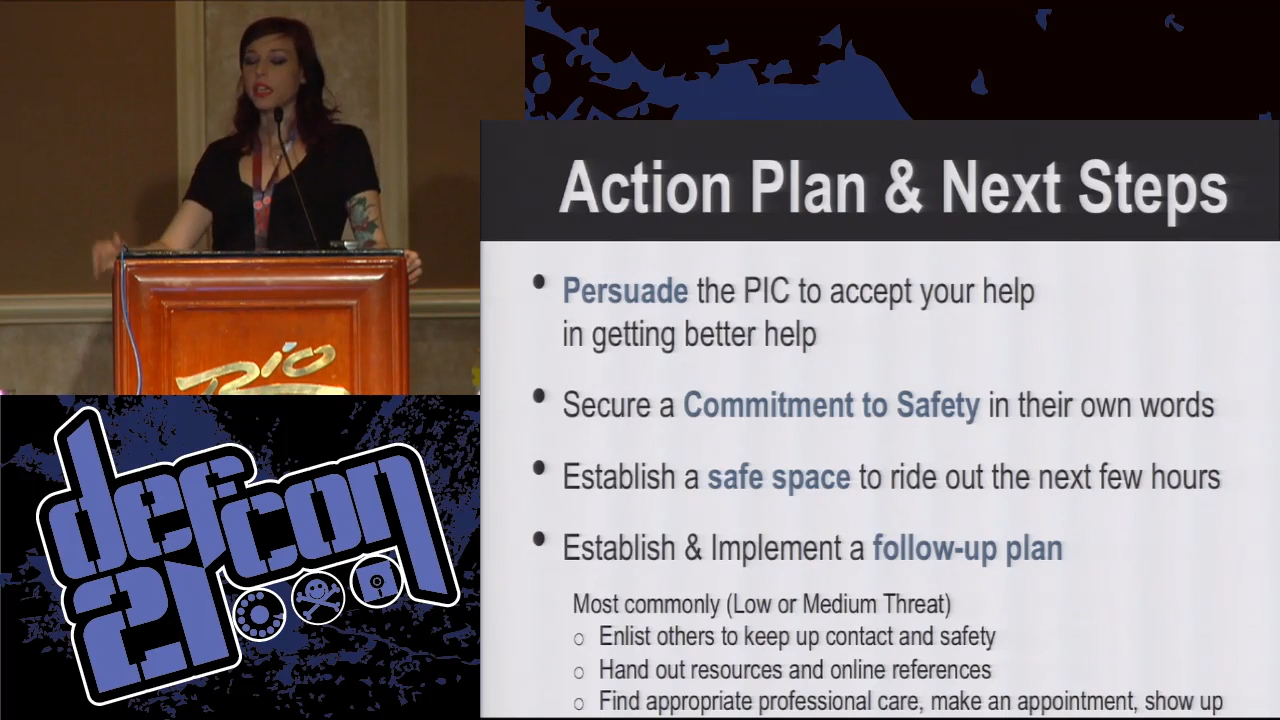 Action Plan & Next Steps
• Persuade the PIC to accept your help
in getting better help
• Secure a Commitment to Safety in their own words
• Establish a safe space to ride out the next few hours
• Establish & Implement a follow-up plan
Most commonly (Low or Medium Threat)
○ Enlist others to keep up contact and safety
○ Hand out resources and online references
○ Find appropriate professional care, make an appointment, show up
Rio
defcon
21